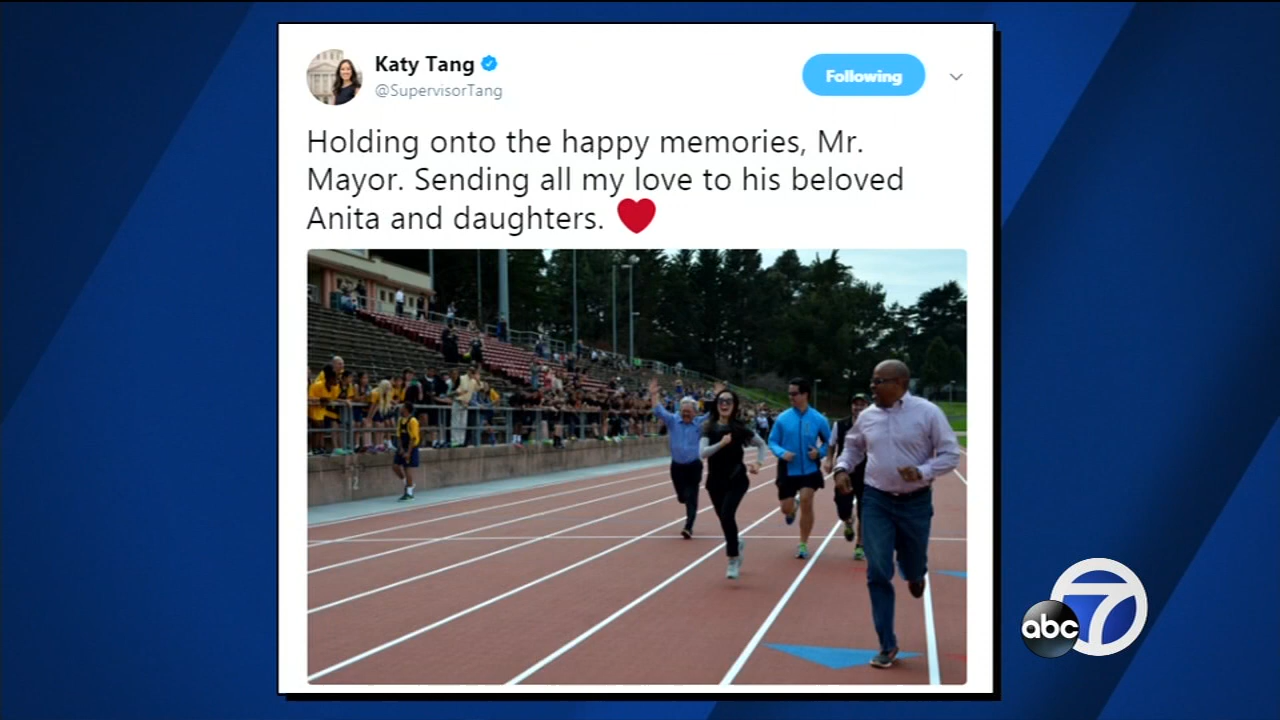 Katy Tang
@SupervisorTang
Following
Holding onto the happy memories, Mr.
Mayor. Sending all my love to his beloved
Anita and daughters.
12
abc 7